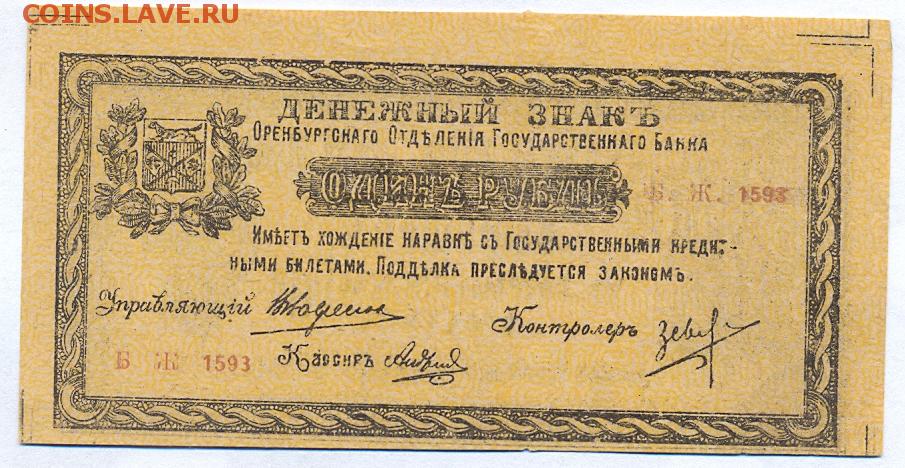 COINS.LAVE.RU
ДЕНЕЖНЫЙ ЗНАКЪ
ОРЕНБУРГСКАГО ОТДѢЛЕНІЯ ГОСУДАРСТВЕННАГО БАНКА
ОДИНЪ РУБЛЬ
Б. Ж. 1593
ИМѢЕТЪ ХОЖДЕНІЕ НАРАВНѢ СЪ ГОСУДАРСТВЕННЫМИ КРЕДИТ-
НЫМИ БИЛЕТАМИ. ПОДДѢЛКА ПРЕСЛѢДУЕТСЯ ЗАКОНОМЪ.
Управляющій
Контролеръ
Б Ж 1593
Кассиръ